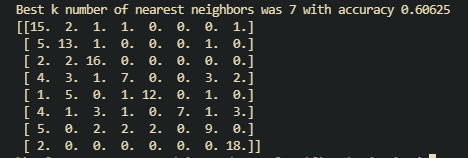 Best k number of nearest neighbors was 7 with accuracy 0.60625
[[15. 2. 1. 1. 0. 0. 0. 1.]
[ 5. 13. 1. 0. 0. 0. 1. 0.]
[ 2. 2. 16. 0. 0. 0. 0. 0.]
[ 4. 3. 1. 7. 0. 0. 3. 2.]
[ 1. 5. 0. 1. 12. 0. 1. 0.]
[ 4. 1. 3. 1. 0. 7. 1. 3.]
[ 5. 0. 2. 2. 2. 0. 9. 0.]
[ 2. 0. 0. 0. 0. 0. 0. 18.]]